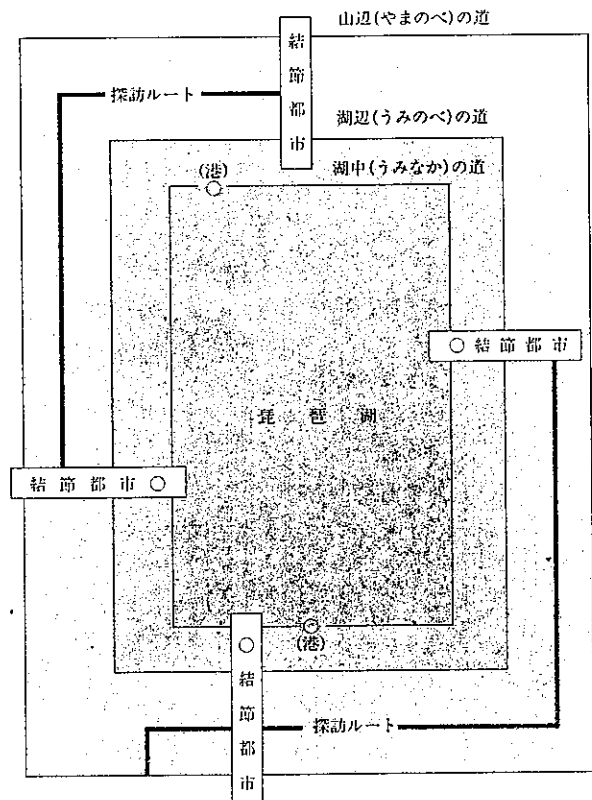 山辺(やまのべ)の道
結節都市
探訪ルート
湖辺(うみのべ)の道
湖中(うみなか)の道
(港)
結節都市
琵琶湖
結節都市
(港)
結節都市
探訪ルート